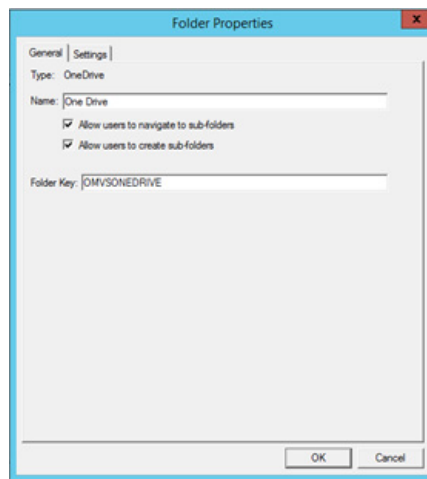 Folder Properties
x
General Settings
Type: OneDrive
Name: One Drive
Allow users to navigate to sub-folders
Allow users to create sub-folders
Folder Key: OMVSONEDRIVE
OK Cancel